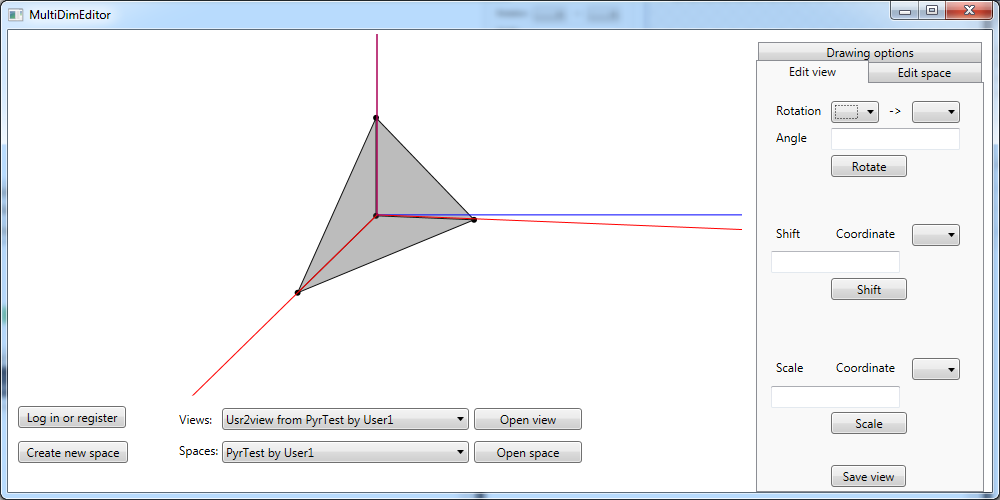 MultiDimEditor
Drawing options
Edit view
Edit space
Rotation
->
Angle
Rotate
Shift Coordinate
Shift
Scale Coordinate
Scale
Save view
Log in or register
Views: Usr2view from PyrTest by User1
Open view
Create new space
Spaces: PyrTest by User1
Open space